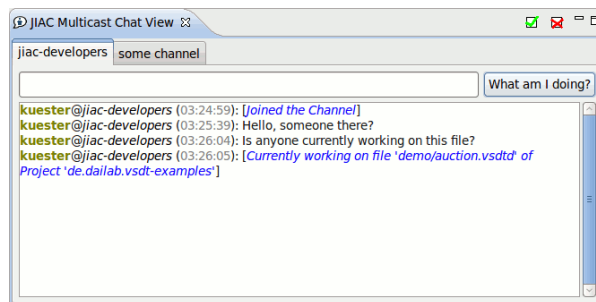 JIAC Multicast Chat View
jiac-developers some channel
What am I doing?
kuester@jiac-developers (03:24:59): [Joined the Channel]
kuester@jiac-developers (03:25:39): Hello, someone there?
kuester@jiac-developers (03:26:04): Is anyone currently working on this file?
kuester@jiac-developers (03:26:05): [Currently working on file 'demo/auction.vsdtd' of
Project 'de.dailab.vsdt-examples']